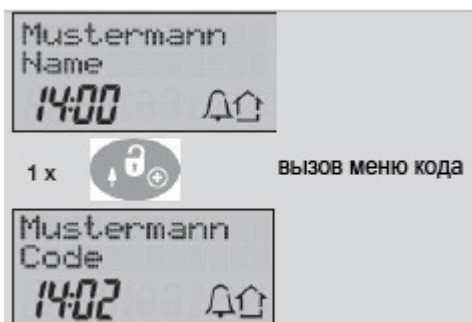 Mustermann
Name
14:00
1 x
вызов меню кода
Mustermann
Code
14:02